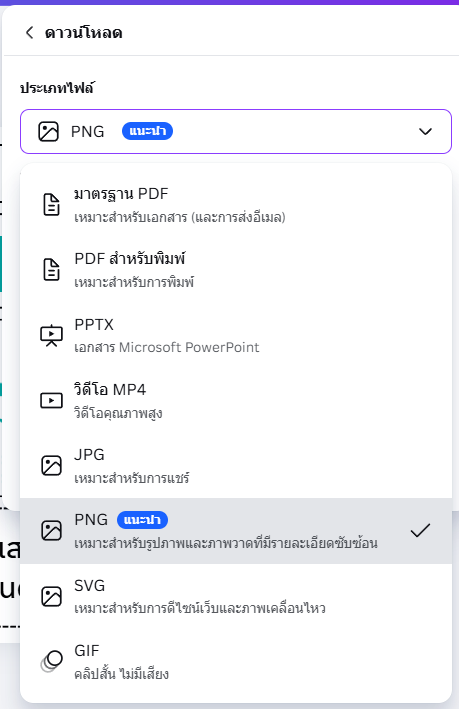 ดาวน์โหลด
ประเภทไฟล์
PNG แนะนำ
มาตรฐาน PDF
เหมาะสำหรับเอกสาร (และการส่งอีเมล)
PDF สำหรับพิมพ์
เหมาะสำหรับการพิมพ์
PPTX
เอกสาร Microsoft PowerPoint
วิดีโอ MP4
วิดีโอคุณภาพสูง
JPG
เหมาะสำหรับการแชร์
PNG แนะนำ
เหมาะสำหรับรูปภาพและภาพวาดที่มีรายละเอียดซับซ้อน
SVG
เหมาะสำหรับการดีไซน์เว็บและภาพเคลื่อนไหว
GIF
คลิปสั้น ไม่มีเสียง